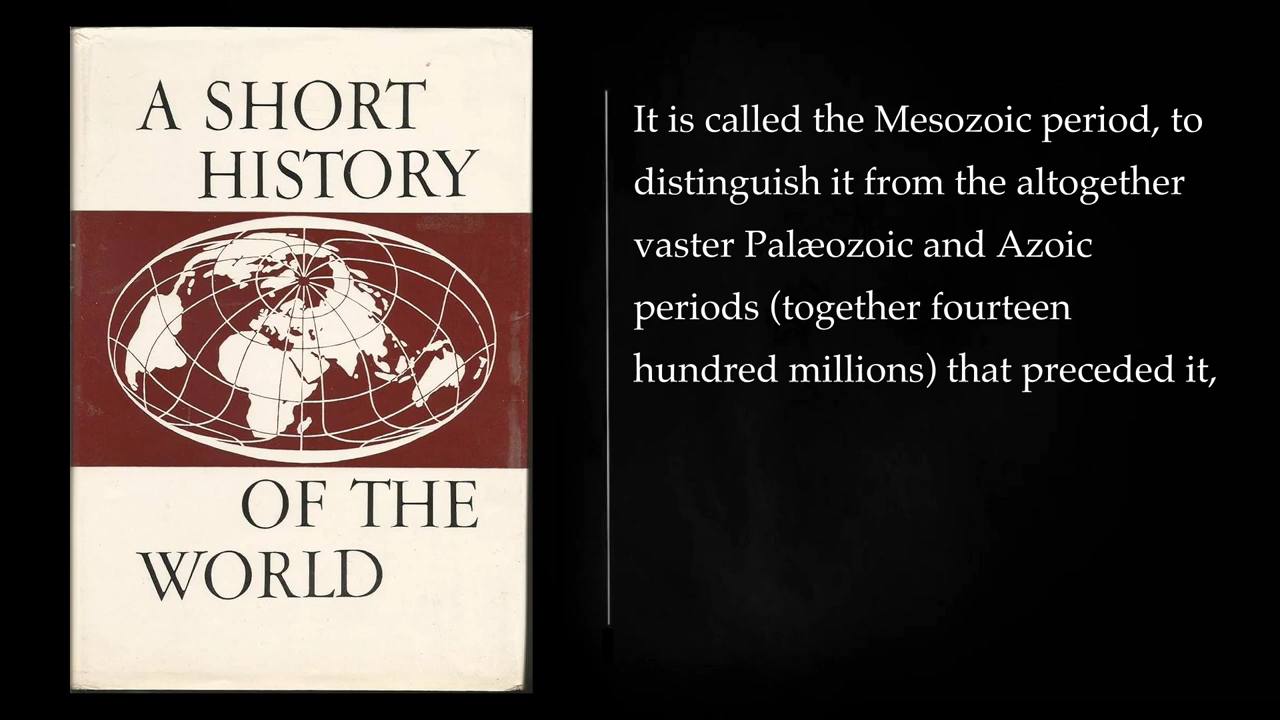 A SHORT
HISTORY
OF THE
WORLD
It is called the Mesozoic period, to
distinguish it from the altogether
vaster Palæozoic and Azoic
periods (together fourteen
hundred millions) that preceded it,